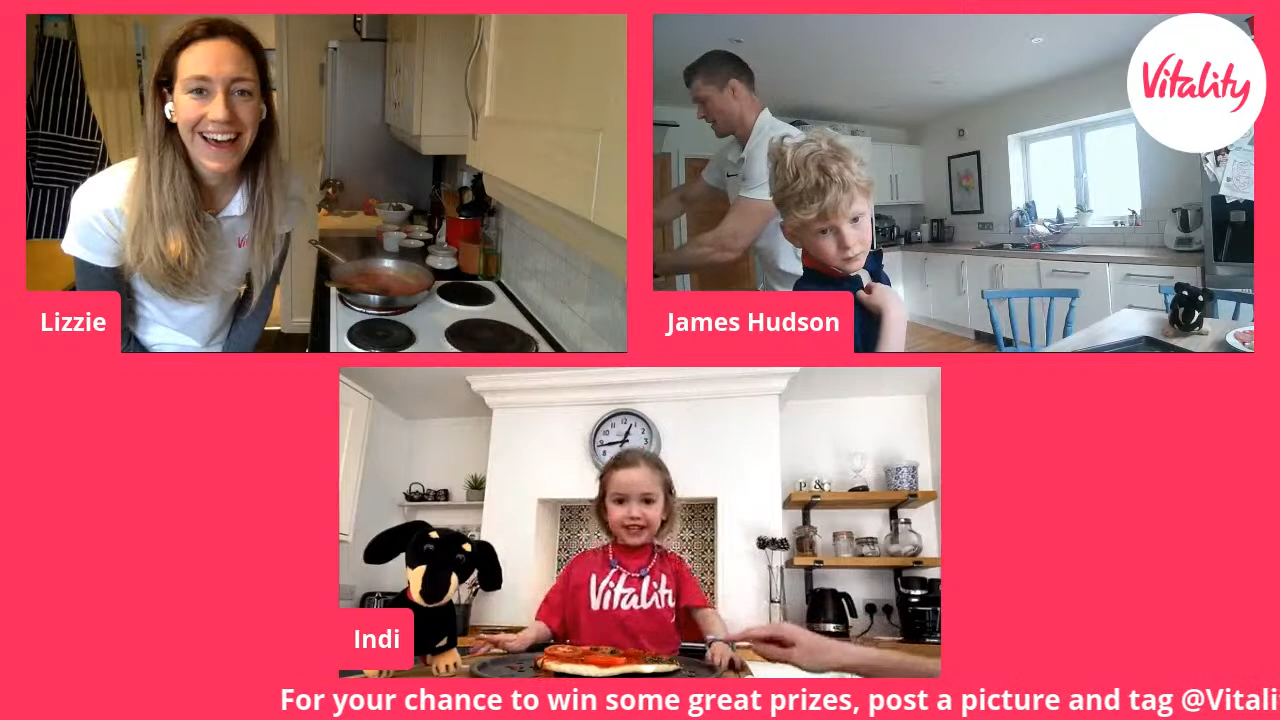 Vitality
Lizzie
James Hudson
Vitality
P &
Indi
For your chance to win some great prizes, post a picture and tag @Vitali